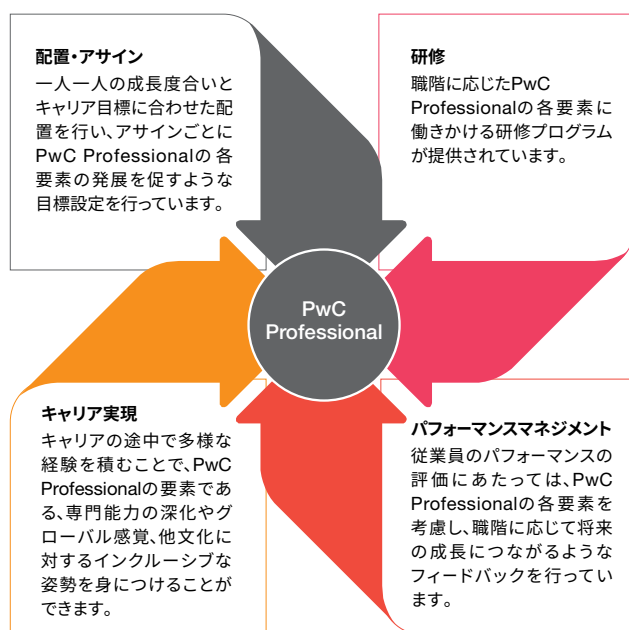 配置・アサイン
一人一人の成長度合いと
キャリア目標に合わせた配
置を行い、アサインごとに
PwC Professionalの各
要素の発展を促すような
目標設定を行っています。
研修
職階に応じたPwC
Professionalの各要素に
働きかける研修プログラム
が提供されています。
PwC
Professional
キャリア実現
キャリアの途中で多様な
経験を積むことで、PwC
Professionalの要素であ
る、専門能力の深化やグ
ローバル感覚、他文化に
対するインクルーシブな
姿勢を身につけることが
できます。
パフォーマンスマネジメント
従業員のパフォーマンスの
評価にあたっては、PwC
Professionalの各要素を
考慮し、職階に応じて将来
の成長につながるような
フィードバックを行ってい
ます。